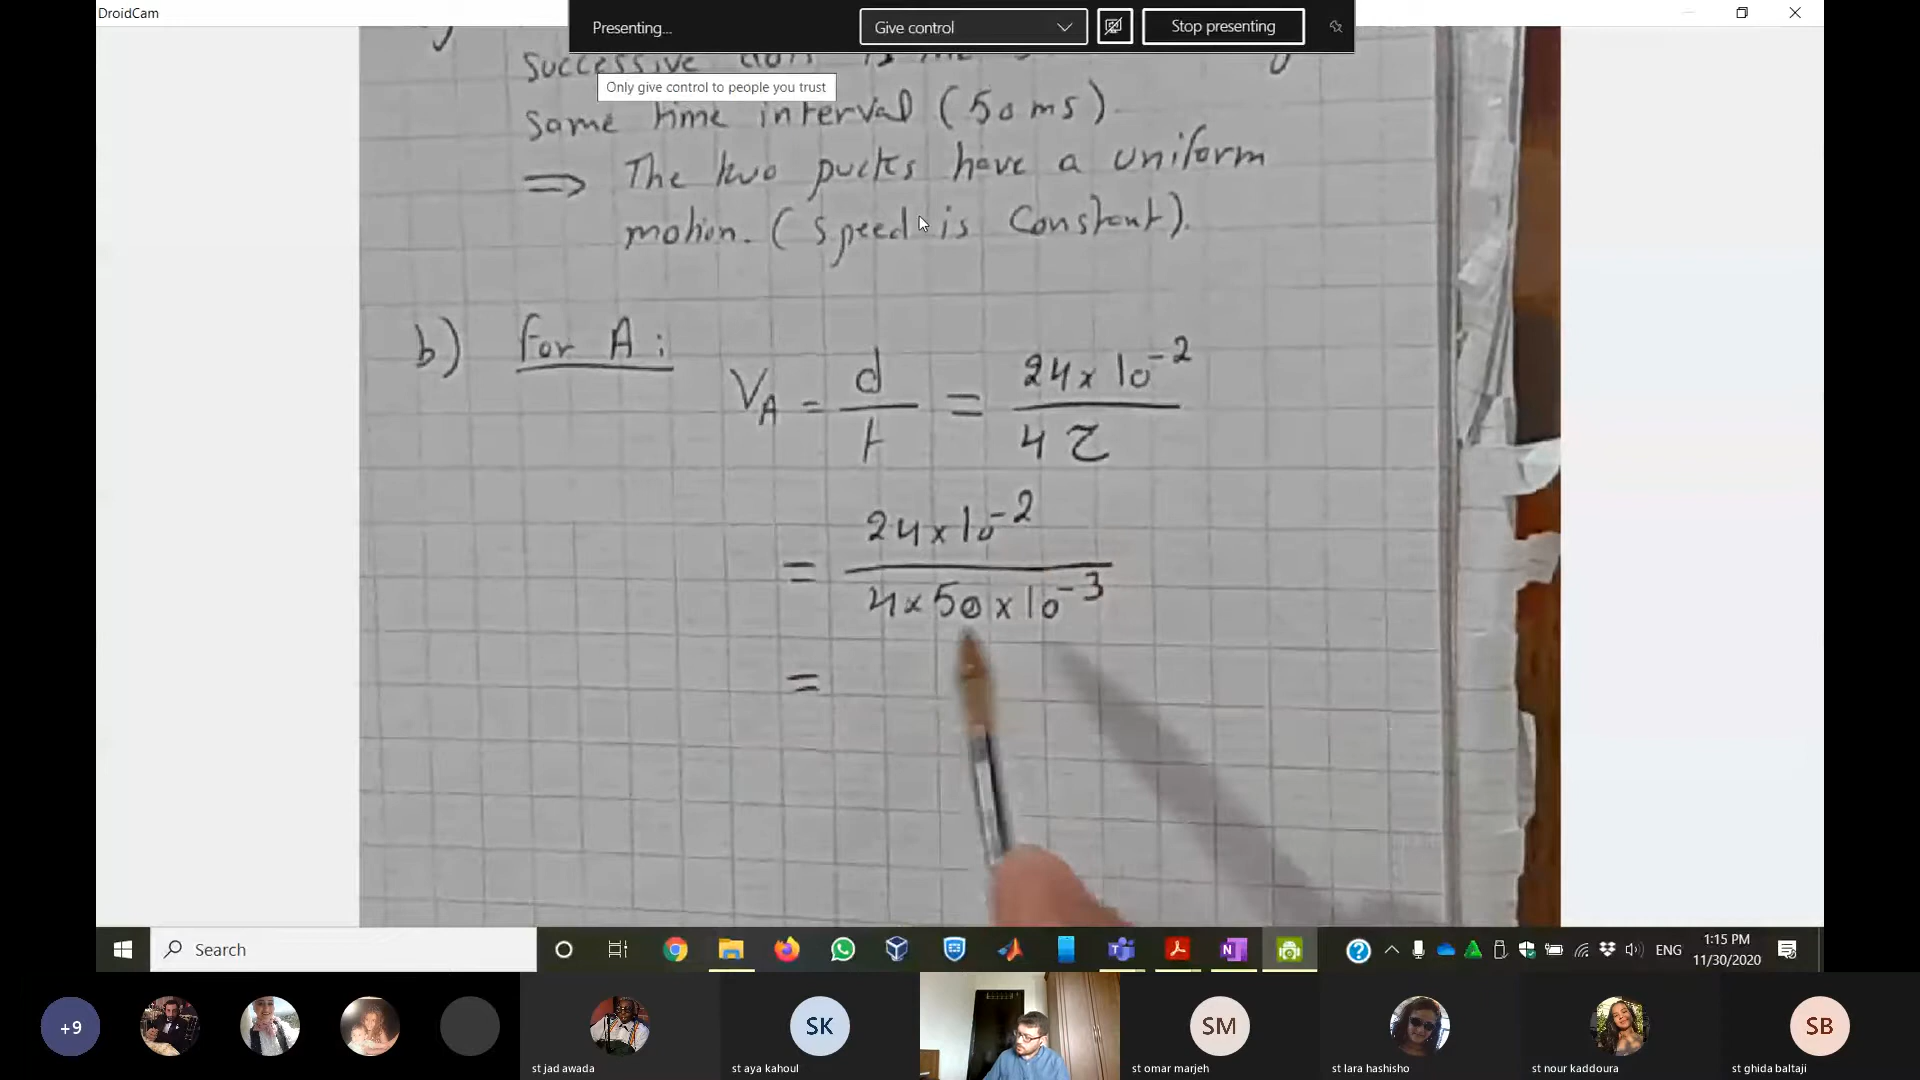 DroidCam
Presenting...
Give control
Stop presenting
Only give control to people you trust
successive
same time interval (50 ms).
⇒ The two pucks have a uniform
motion. (speed is constant).
b) For A:
V_A = d/t = 24 x 10^-2 / 4 τ
= 24 x 10^-2 / 4 x 50 x 10^-3
=
Search
ENG
1:15 PM
11/30/2020
+9
SK
SM
SB
st jad awada
st aya kahoul
st omar marjeh
st lara hashisho
st nour kaddoura
st ghida baltaji